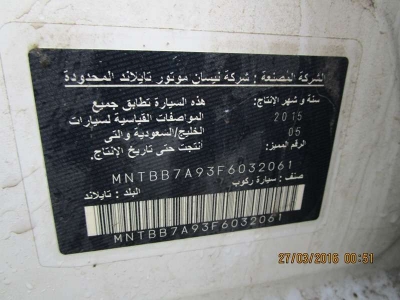 الشركة المصنعة : شركة نيسان موتور تايلاند المحدودة
سنة و شهر الإنتاج: هذه السيارة تطابق جميع
2015 المواصفات القياسية لسيارات
05 الخليج/السعودية والتى
الرقم المميز: أنتجت حتى تاريخ الإنتاج.
MNTBB7A93F6032061
صنف : سيارة ركوب البلد: تايلاند
MNTBB7A93F6032061
27/03/2016 00:51